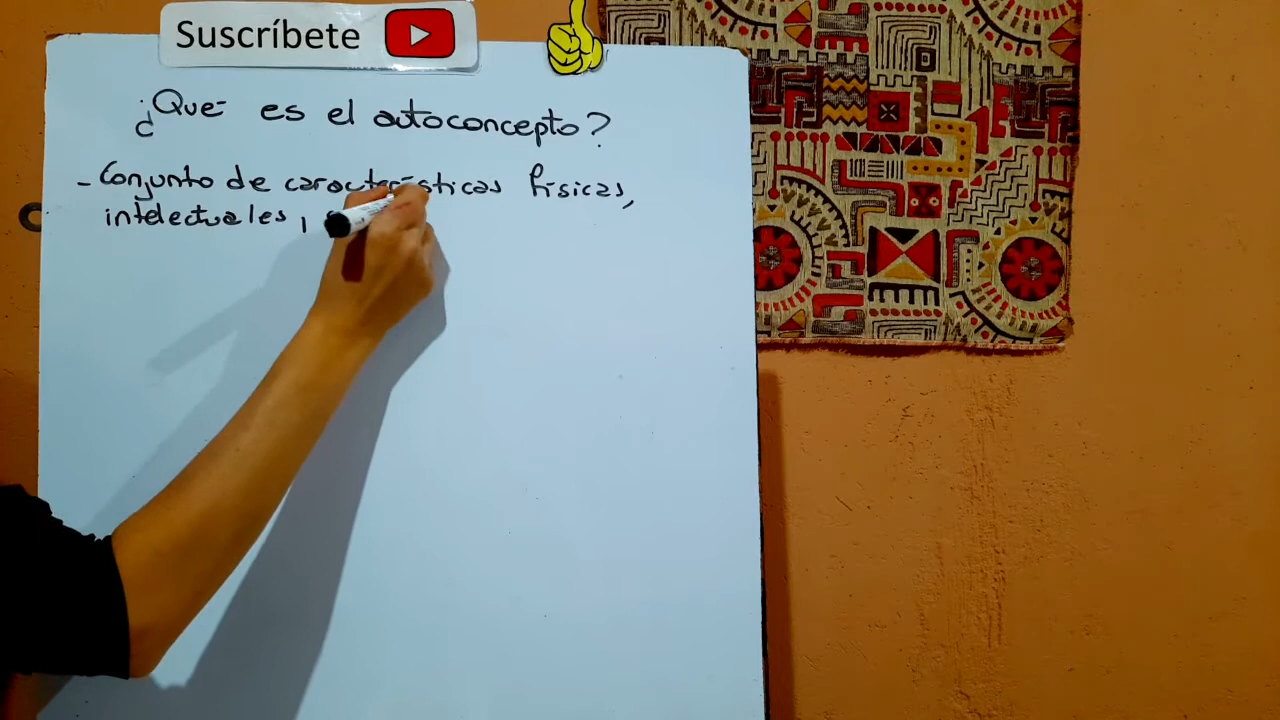 Suscríbete
¿Que es el autoconcepto?
- Conjunto de características físicas,
intelectuales,